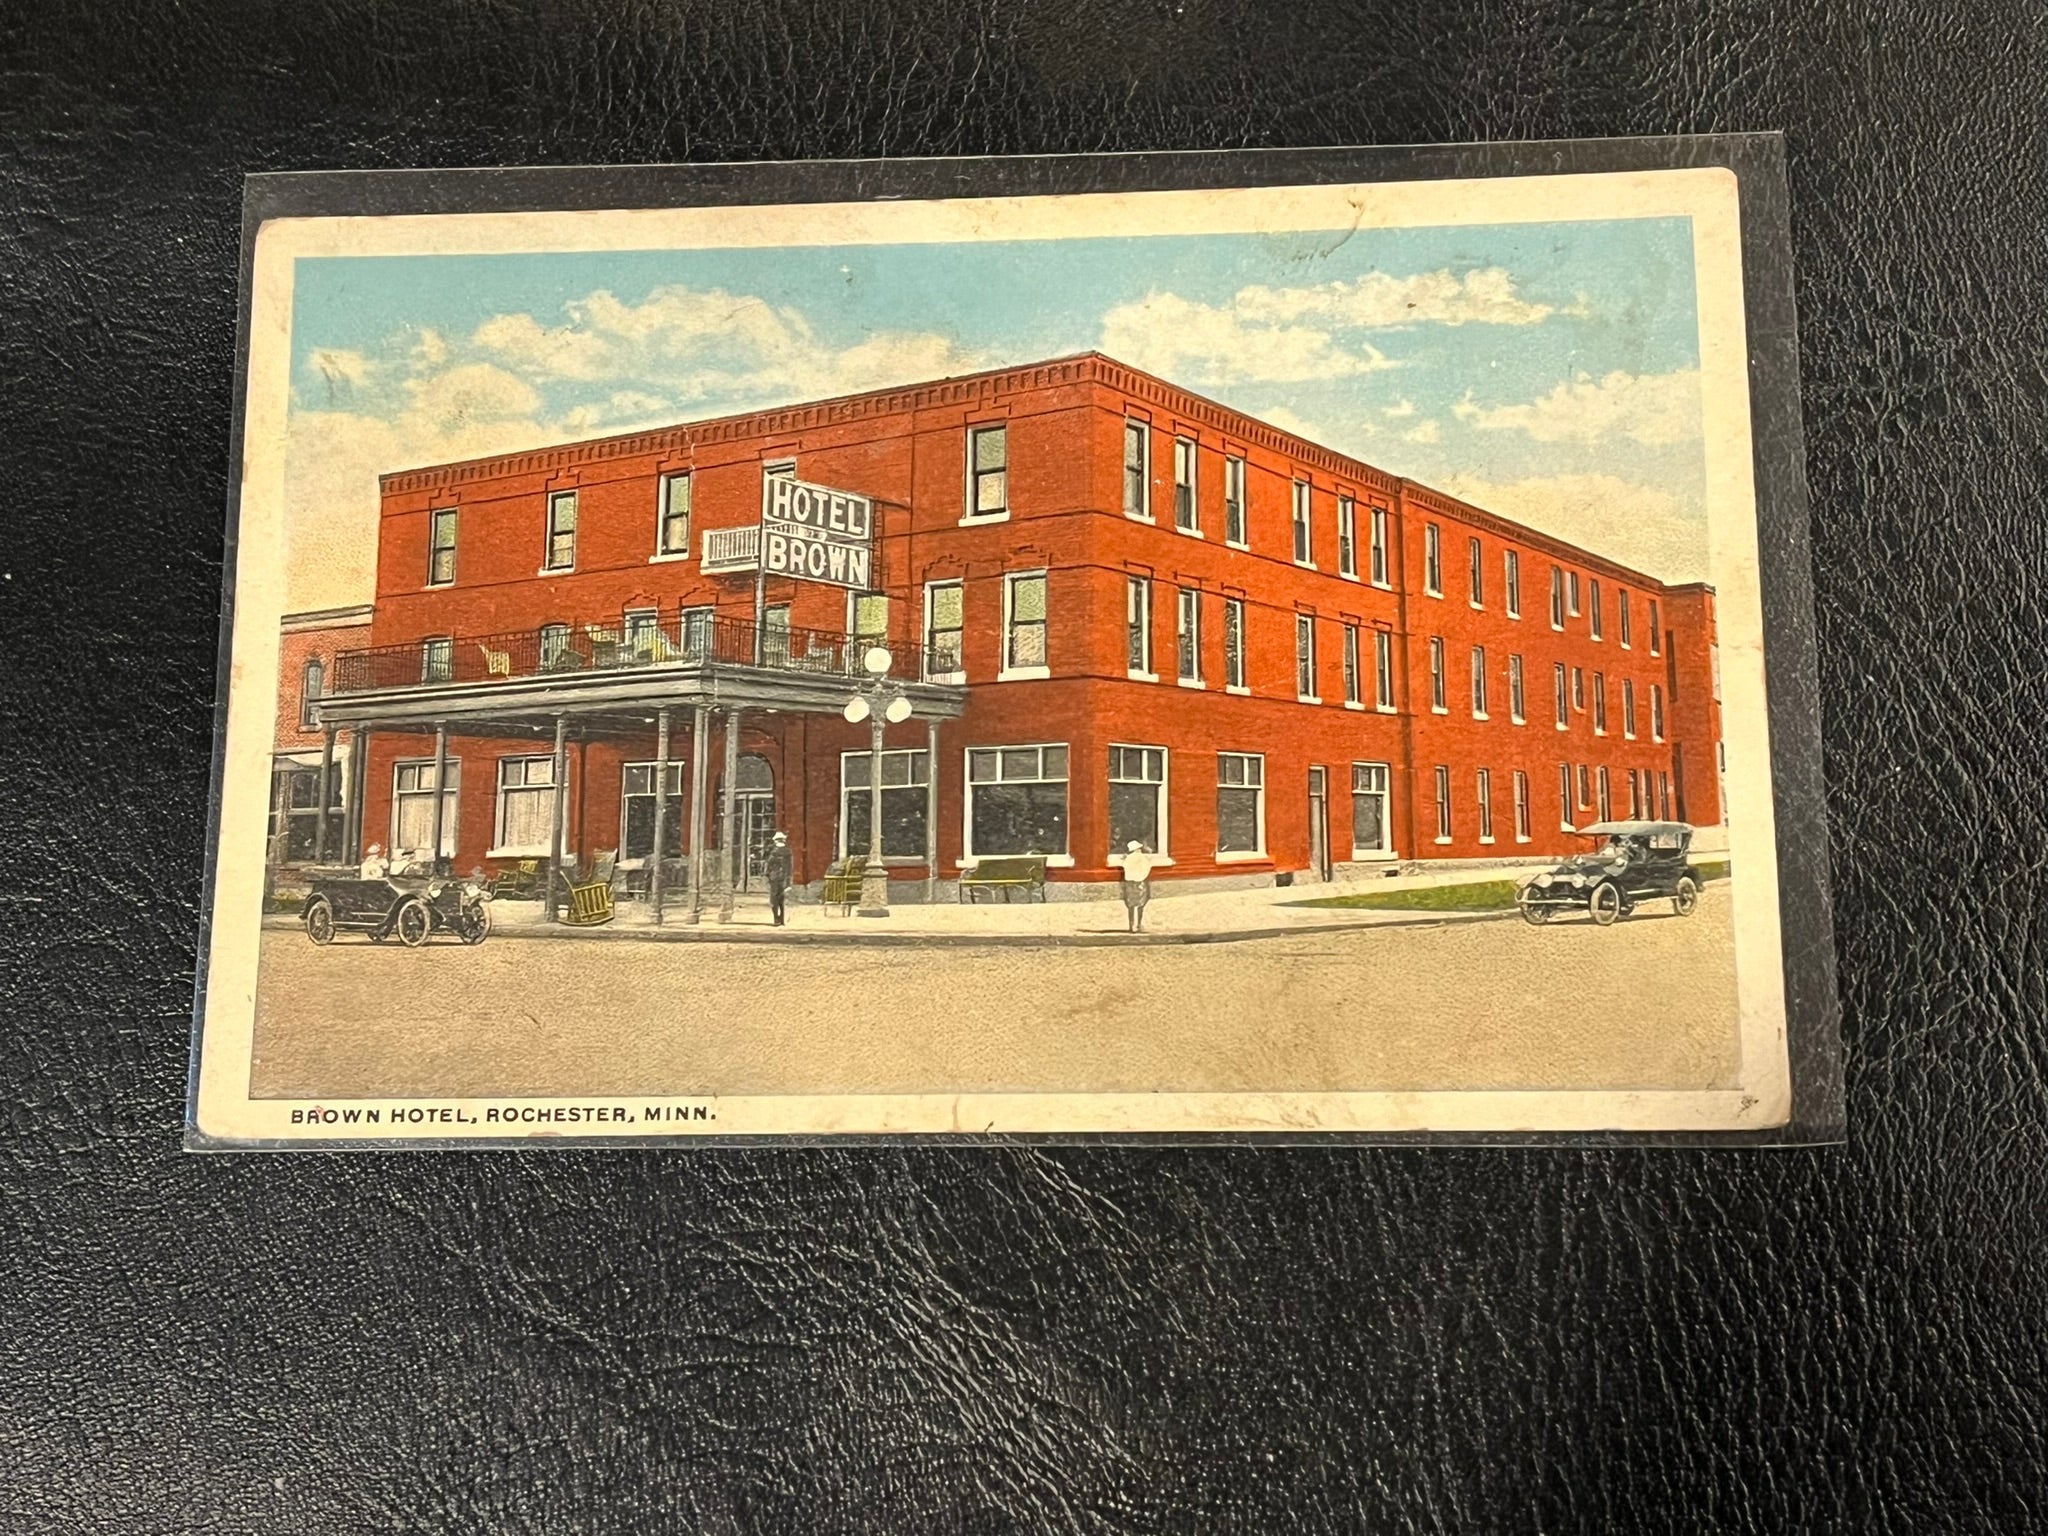 HOTEL
BROWN
BROWN HOTEL, ROCHESTER, MINN.